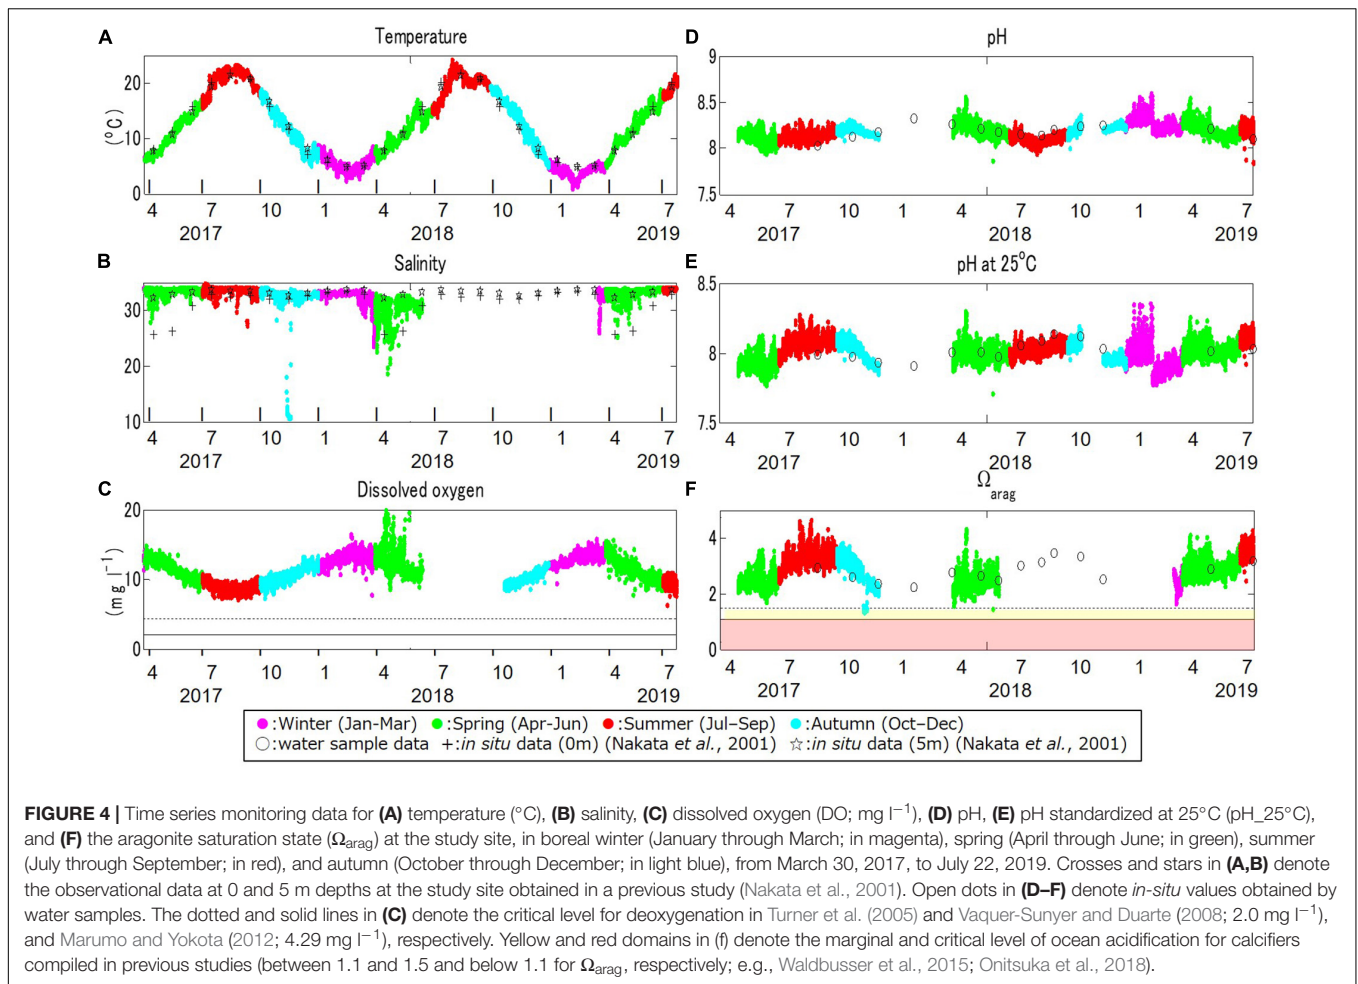 A Temperature
(°C)
20
10
0
4 7 10 1 4 7 10 1 4 7
2017 2018 2019
B Salinity
30
20
10
4 7 10 1 4 7 10 1 4 7
2017 2018 2019
C Dissolved oxygen
(mg l⁻¹)
20
10
0
4 7 10 1 4 7 10 1 4 7
2017 2018 2019
D pH
9
8.5
8
7.5
4 7 10 1 4 7 10 1 4 7
2017 2018 2019
E pH at 25°C
8.5
8
7.5
4 7 10 1 4 7 10 1 4 7
2017 2018 2019
F Ωarag
4
2
0
4 7 10 1 4 7 10 1 4 7
2017 2018 2019
:Winter (Jan-Mar) :Spring (Apr-Jun) :Summer (Jul–Sep) :Autumn (Oct–Dec)
○:water sample data +:in situ data (0m) (Nakata et al., 2001) ☆:in situ data (5m) (Nakata et al., 2001)
FIGURE 4 | Time series monitoring data for (A) temperature (°C), (B) salinity, (C) dissolved oxygen (DO; mg l⁻¹), (D) pH, (E) pH standardized at 25°C (pH_25°C),
and (F) the aragonite saturation state (Ωarag) at the study site, in boreal winter (January through March; in magenta), spring (April through June; in green), summer
(July through September; in red), and autumn (October through December; in light blue), from March 30, 2017, to July 22, 2019. Crosses and stars in (A,B) denote
the observational data at 0 and 5 m depths at the study site obtained in a previous study (Nakata et al., 2001). Open dots in (D–F) denote in-situ values obtained by
water samples. The dotted and solid lines in (C) denote the critical level for deoxygenation in Turner et al. (2005) and Vaquer-Sunyer and Duarte (2008; 2.0 mg l⁻¹),
and Marumo and Yokota (2012; 4.29 mg l⁻¹), respectively. Yellow and red domains in (f) denote the marginal and critical level of ocean acidification for calcifiers
compiled in previous studies (between 1.1 and 1.5 and below 1.1 for Ωarag, respectively; e.g., Waldbusser et al., 2015; Onitsuka et al., 2018).